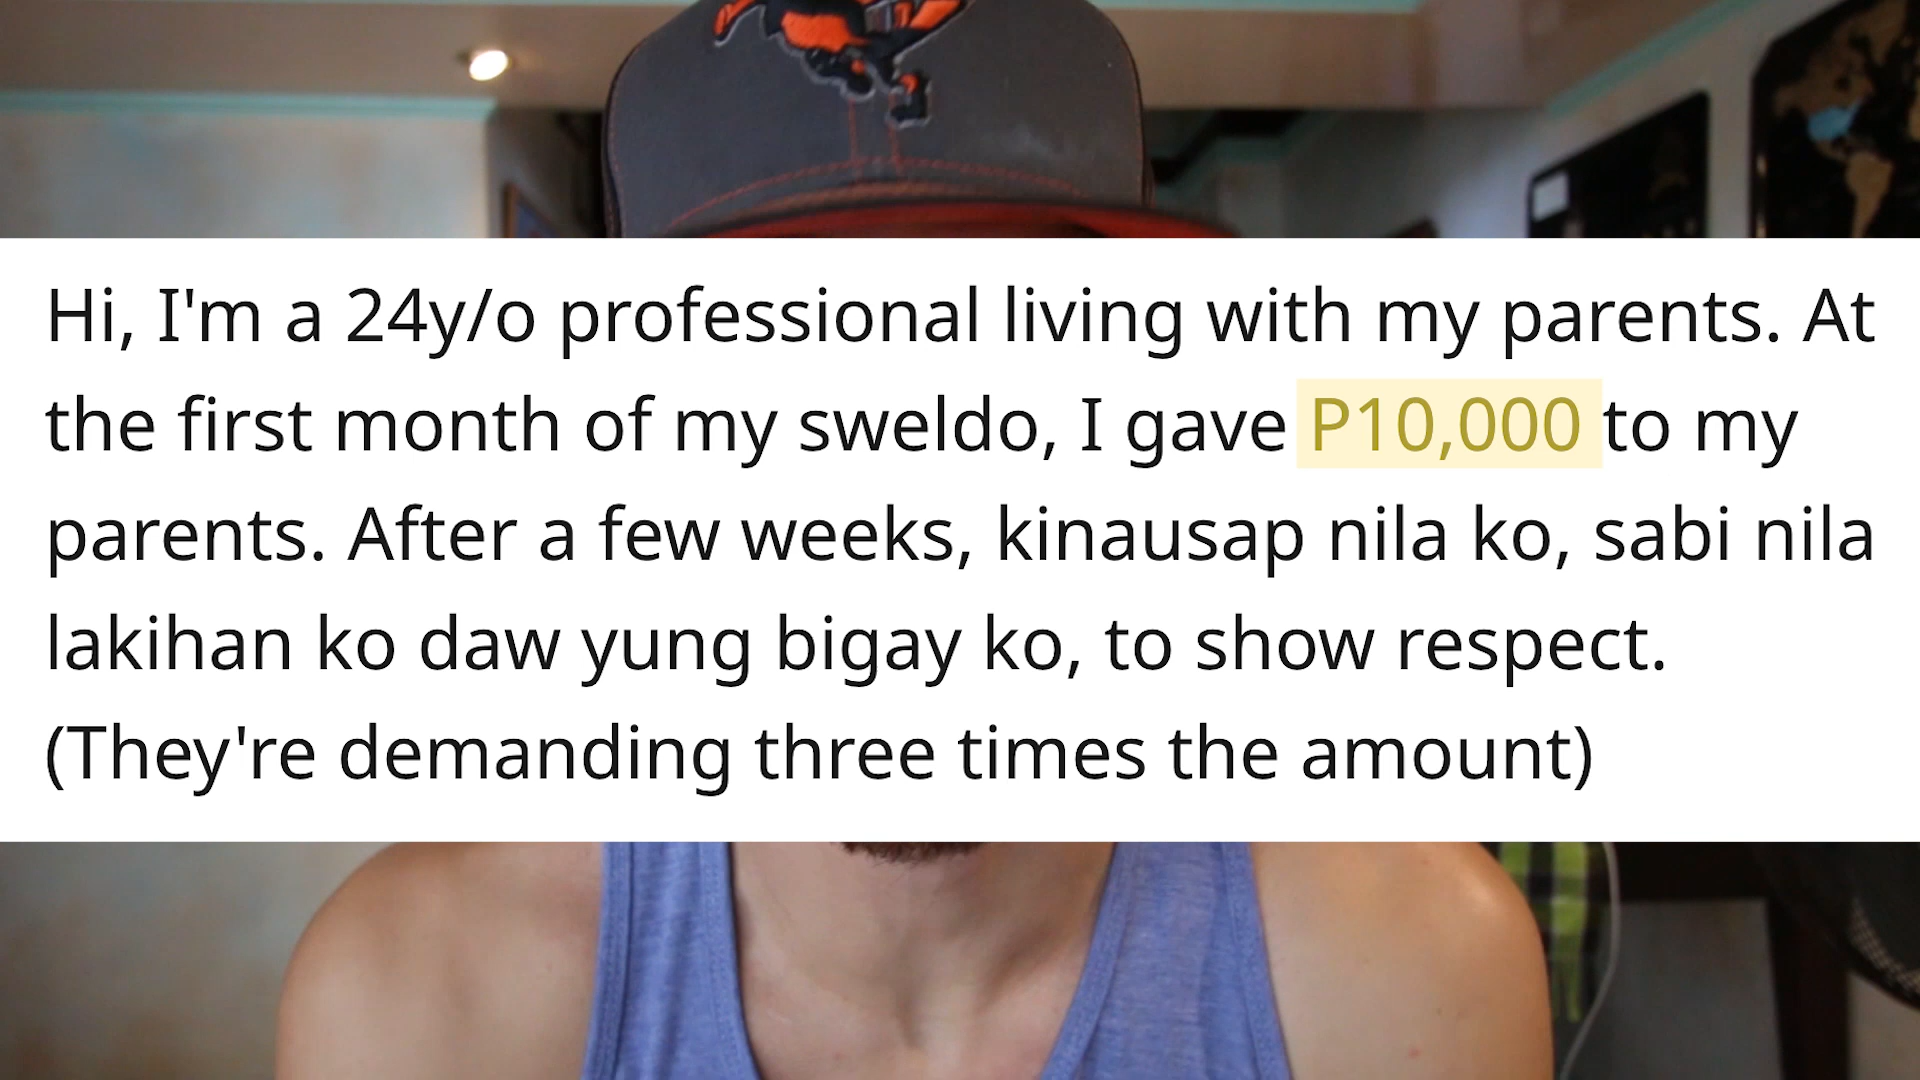 Hi, I'm a 24y/o professional living with my parents. At
the first month of my sweldo, I gave P10,000 to my
parents. After a few weeks, kinausap nila ko, sabi nila
lakihan ko daw yung bigay ko, to show respect.
(They're demanding three times the amount)